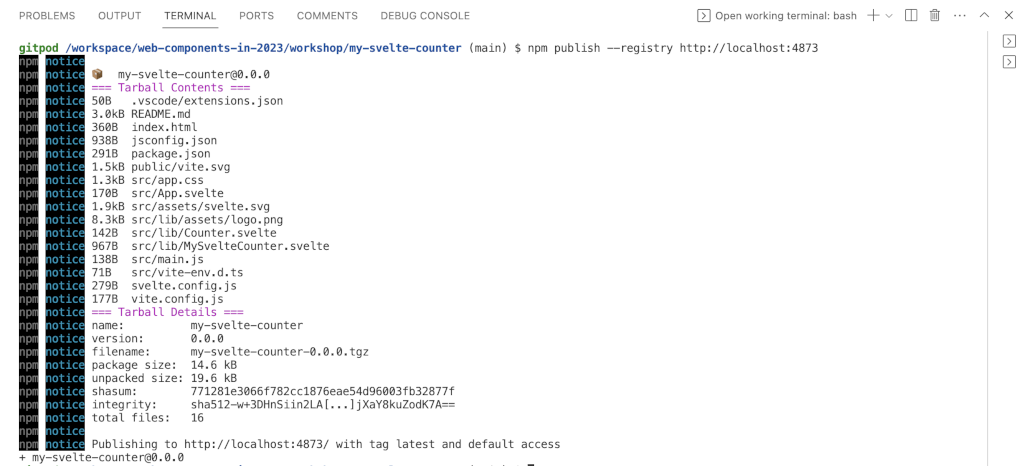 PROBLEMS OUTPUT TERMINAL PORTS COMMENTS DEBUG CONSOLE Open working terminal: bash
gitpod /workspace/web-components-in-2023/workshop/my-svelte-counter (main) $ npm publish --registry http://localhost:4873
npm notice
npm notice 📦 my-svelte-counter@0.0.0
npm notice === Tarball Contents ===
npm notice 50B .vscode/extensions.json
npm notice 3.0kB README.md
npm notice 360B index.html
npm notice 938B jsconfig.json
npm notice 291B package.json
npm notice 1.5kB public/vite.svg
npm notice 1.3kB src/app.css
npm notice 170B src/App.svelte
npm notice 1.9kB src/assets/svelte.svg
npm notice 8.3kB src/lib/assets/logo.png
npm notice 142B src/lib/Counter.svelte
npm notice 967B src/lib/MySvelteCounter.svelte
npm notice 138B src/main.js
npm notice 71B src/vite-env.d.ts
npm notice 279B svelte.config.js
npm notice 177B vite.config.js
npm notice === Tarball Details ===
npm notice name: my-svelte-counter
npm notice version: 0.0.0
npm notice filename: my-svelte-counter-0.0.0.tgz
npm notice package size: 14.6 kB
npm notice unpacked size: 19.6 kB
npm notice shasum: 771281e3066f782cc1876eae54d96003fb32877f
npm notice integrity: sha512-w+3DHnSiin2LA[...]jXaY8kuZodK7A==
npm notice total files: 16
npm notice
npm notice Publishing to http://localhost:4873/ with tag latest and default access
+ my-svelte-counter@0.0.0